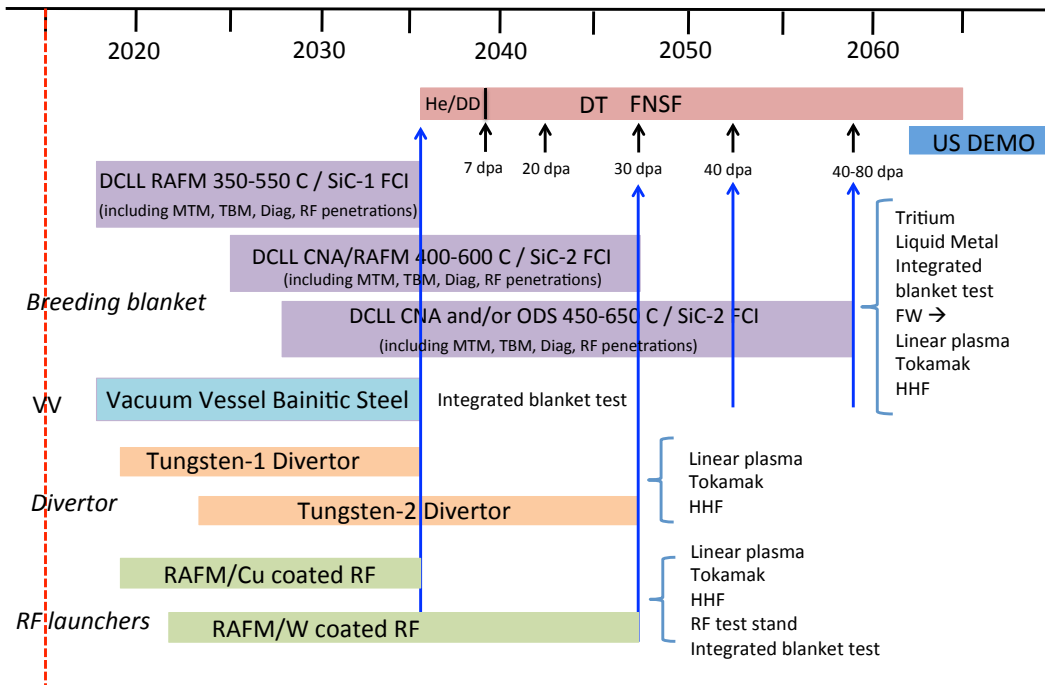 2020 2030 2040 2050 2060
He/DD DT FNSF
US DEMO
7 dpa 20 dpa 30 dpa 40 dpa 40-80 dpa
DCLL RAFM 350-550 C / SiC-1 FCI
(including MTM, TBM, Diag, RF penetrations)
DCLL CNA/RAFM 400-600 C / SiC-2 FCI
(including MTM, TBM, Diag, RF penetrations)
Breeding blanket
DCLL CNA and/or ODS 450-650 C / SiC-2 FCI
(including MTM, TBM, Diag, RF penetrations)
Tritium
Liquid Metal
Integrated
blanket test
FW →
Linear plasma
Tokamak
HHF
VV
Vacuum Vessel Bainitic Steel
Integrated blanket test
Tungsten-1 Divertor
Divertor
Tungsten-2 Divertor
Linear plasma
Tokamak
HHF
RAFM/Cu coated RF
RF launchers
RAFM/W coated RF
Linear plasma
Tokamak
HHF
RF test stand
Integrated blanket test